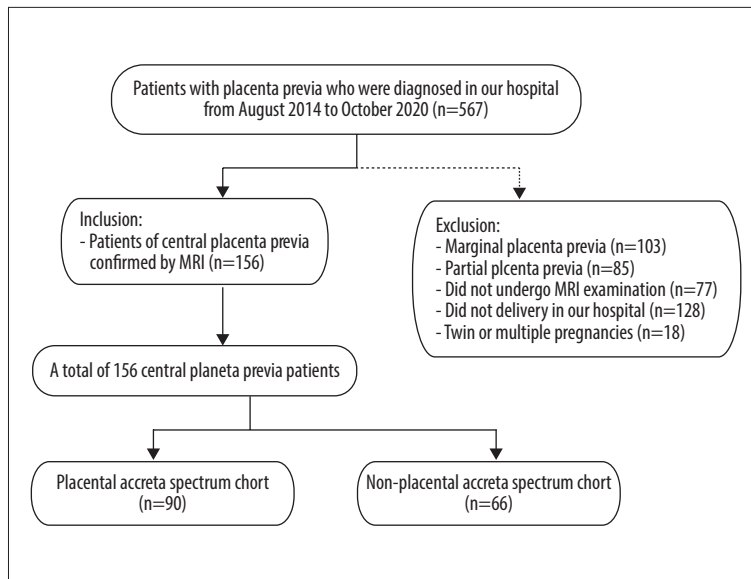 Patients with placenta previa who were diagnosed in our hospital
from August 2014 to October 2020 (n=567)
Inclusion:
- Patients of central placenta previa
confirmed by MRI (n=156)
Exclusion:
- Marginal placenta previa (n=103)
- Partial plcenta previa (n=85)
- Did not undergo MRI examination (n=77)
- Did not delivery in our hospital (n=128)
- Twin or multiple pregnancies (n=18)
A total of 156 central planeta previa patients
Placental accreta spectrum chort
(n=90)
Non-placental accreta spectrum chort
(n=66)